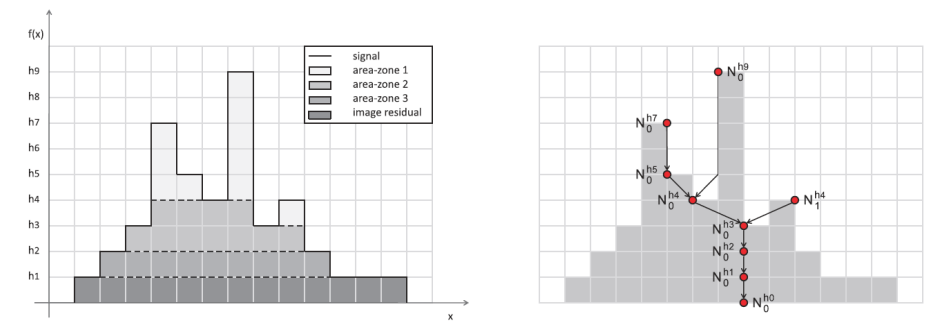 f(x)
h9
h8
h7
h6
h5
h4
h3
h2
h1
x
signal
area-zone 1
area-zone 2
area-zone 3
image residual
N₀ʰ⁹
N₀ʰ⁷
N₀ʰ⁵
N₀ʰ⁴
N₁ʰ⁴
N₀ʰ³
N₀ʰ²
N₀ʰ¹
N₀ʰ⁰